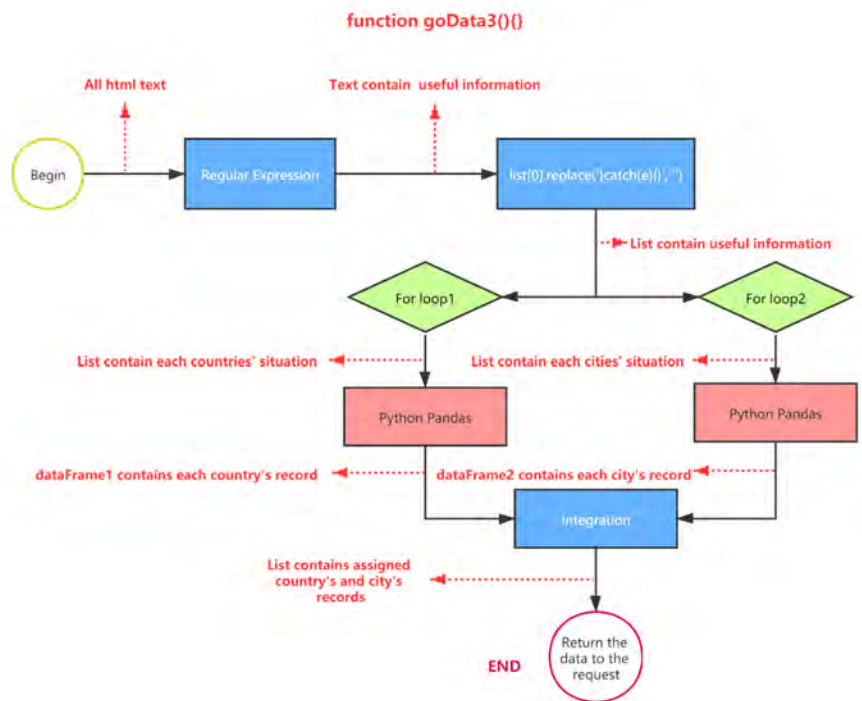 function goData3(){}
All html text
Text contain useful information
Begin
Regular Expression
list[0].replace('}catch(e){}', '')
List contain useful information
For loop1
For loop2
List contain each countries' situation
List contain each cities' situation
Python Pandas
Python Pandas
dataFrame1 contains each country's record
dataFrame2 contains each city's record
Integration
List contains assigned
country's and city's
records
Return the
data to the
request
END